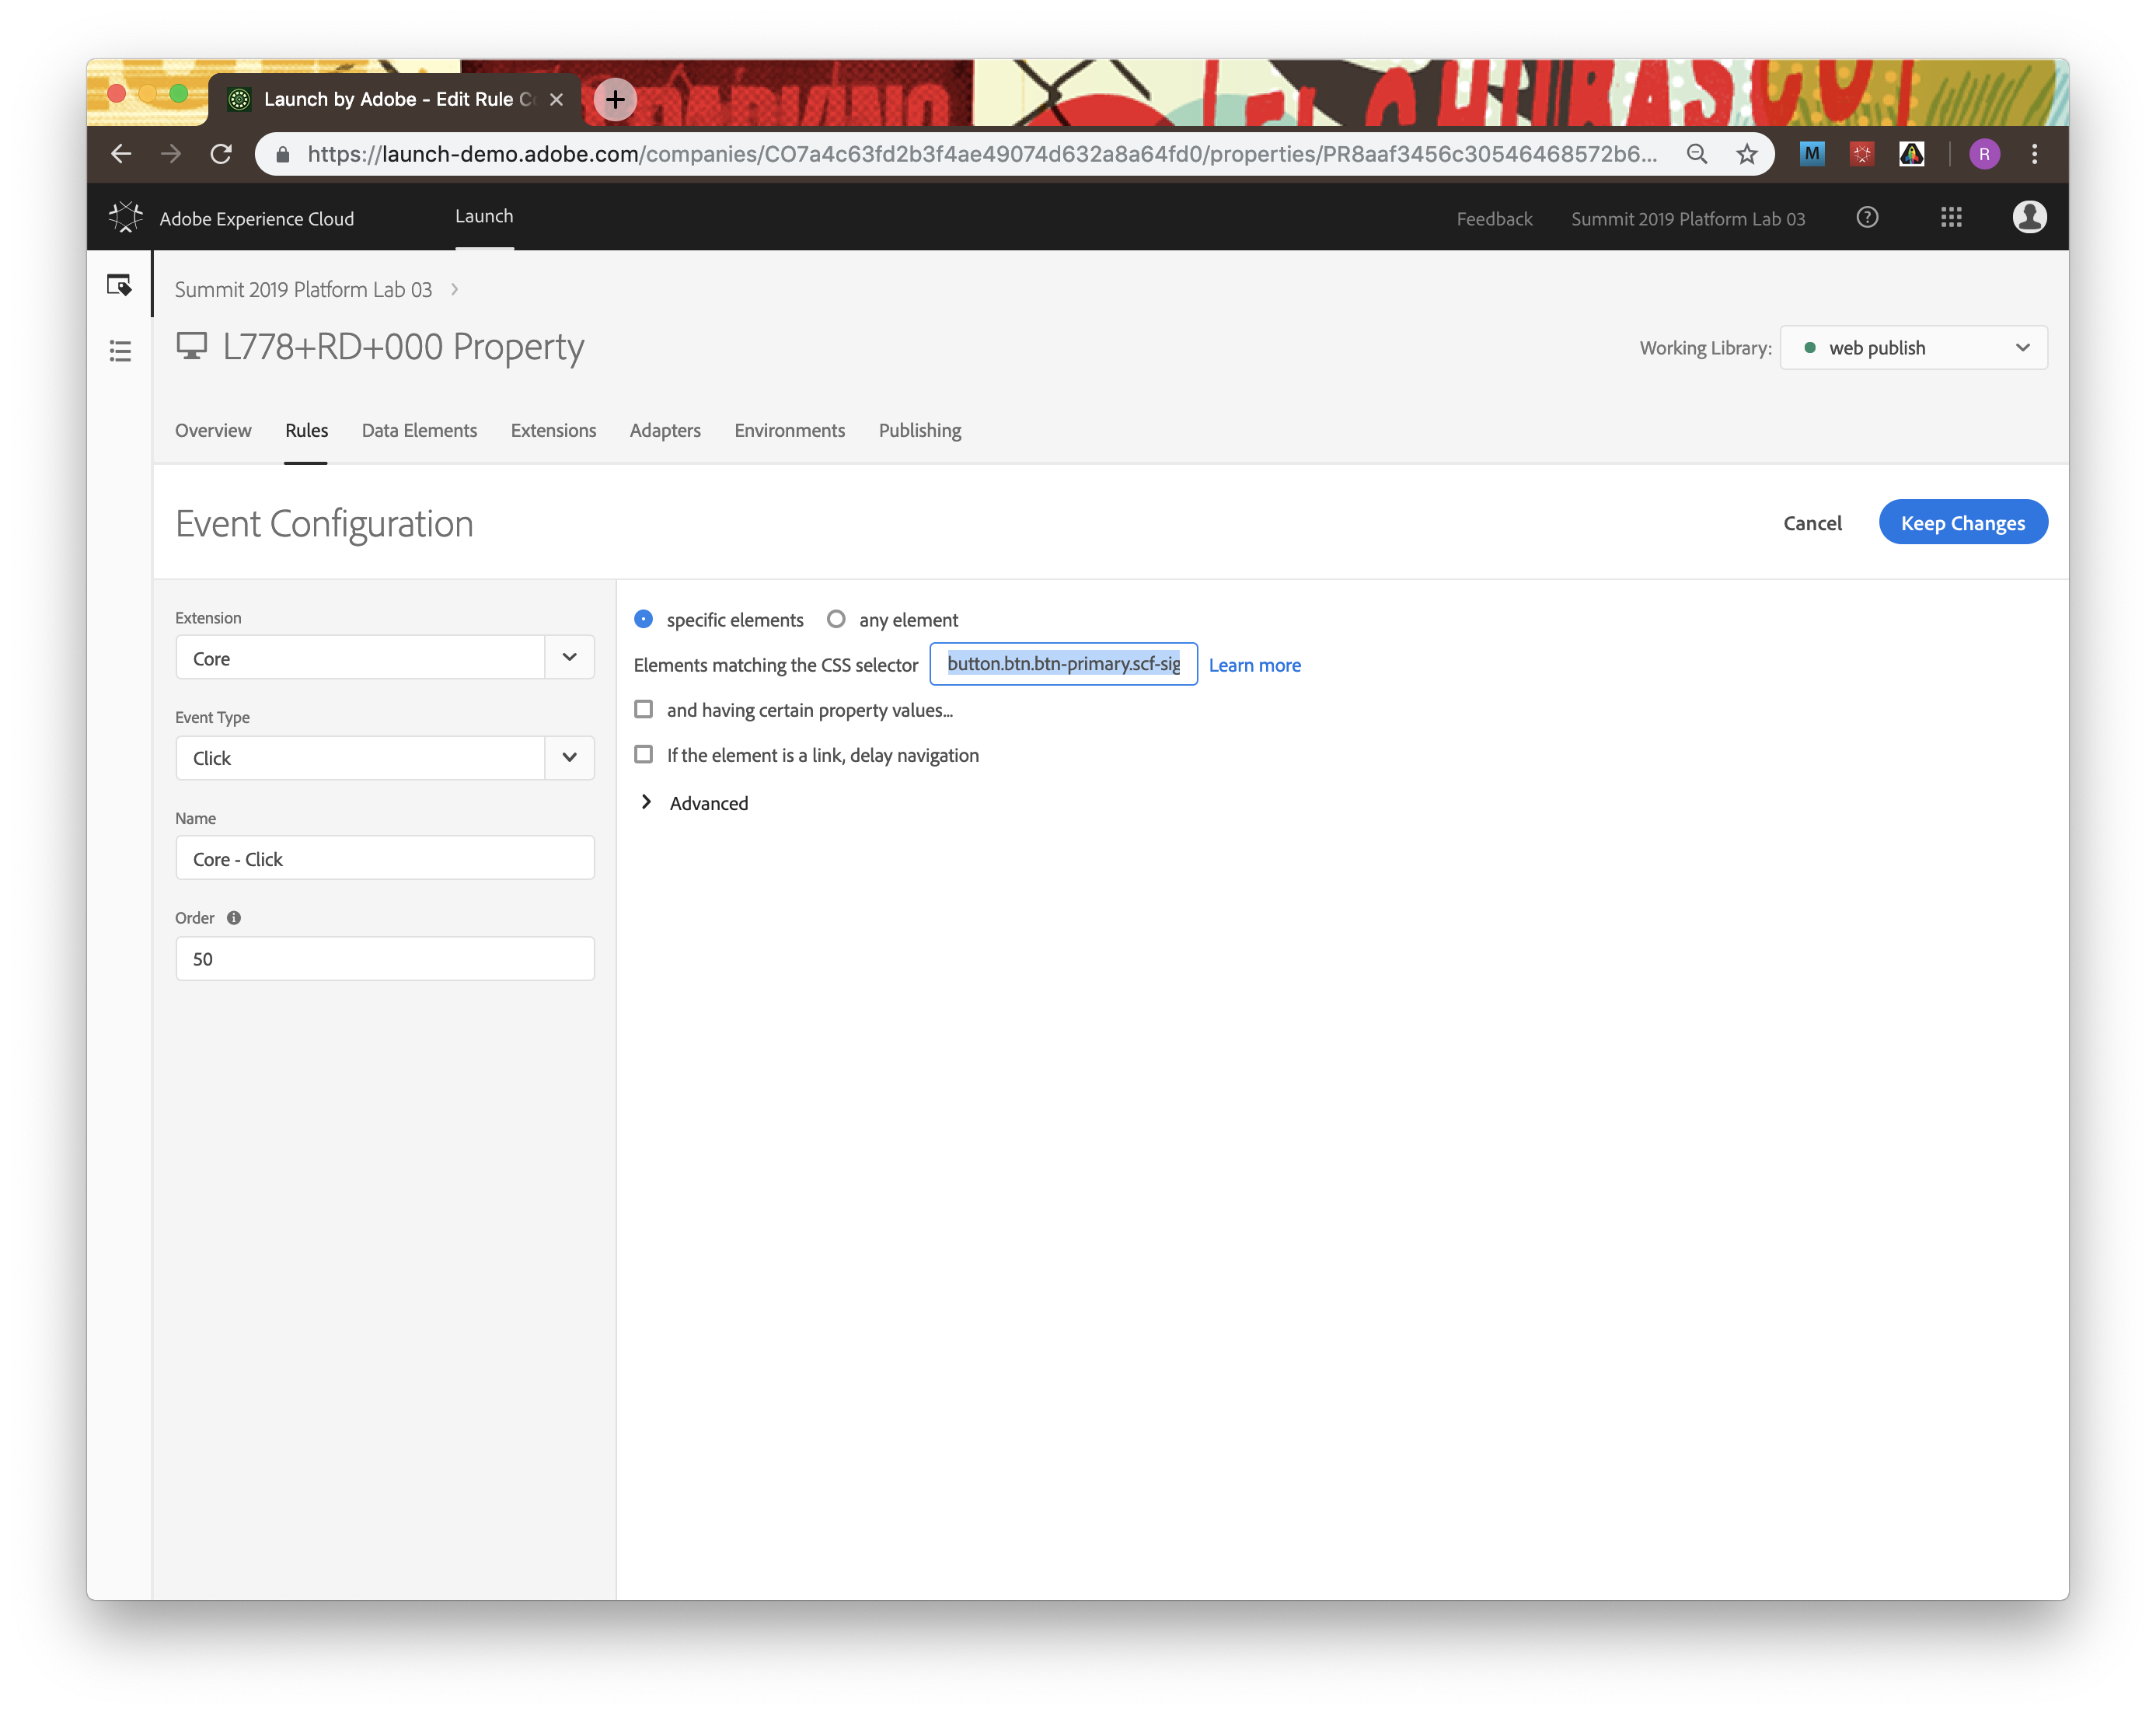 Launch by Adobe - Edit Rule C
https://launch-demo.adobe.com/companies/CO7a4c63fd2b3f4ae49074d632a8a64fd0/properties/PR8aaf3456c30546468572b6...
M
R
Adobe Experience Cloud
Launch
Feedback
Summit 2019 Platform Lab 03
Summit 2019 Platform Lab 03
L778+RD+000 Property
Working Library:
web publish
Overview
Rules
Data Elements
Extensions
Adapters
Environments
Publishing
Event Configuration
Cancel
Keep Changes
Extension
Core
Event Type
Click
Name
Core - Click
Order
50
specific elements
any element
Elements matching the CSS selector
button.btn.btn-primary.scf-sig
Learn more
and having certain property values...
If the element is a link, delay navigation
Advanced